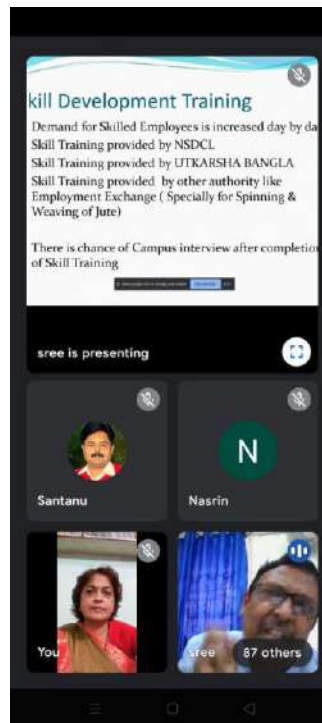 kill Development Training
Demand for Skilled Employees is increased day by da
Skill Training provided by NSDCL
Skill Training provided by UTKARSHA BANGLA
Skill Training provided by other authority like
Employment Exchange ( Specially for Spinning &
Weaving of Jute)
There is chance of Campus interview after completion
of Skill Training
sree is presenting
Santanu
N
Nasrin
You
sree
87 others